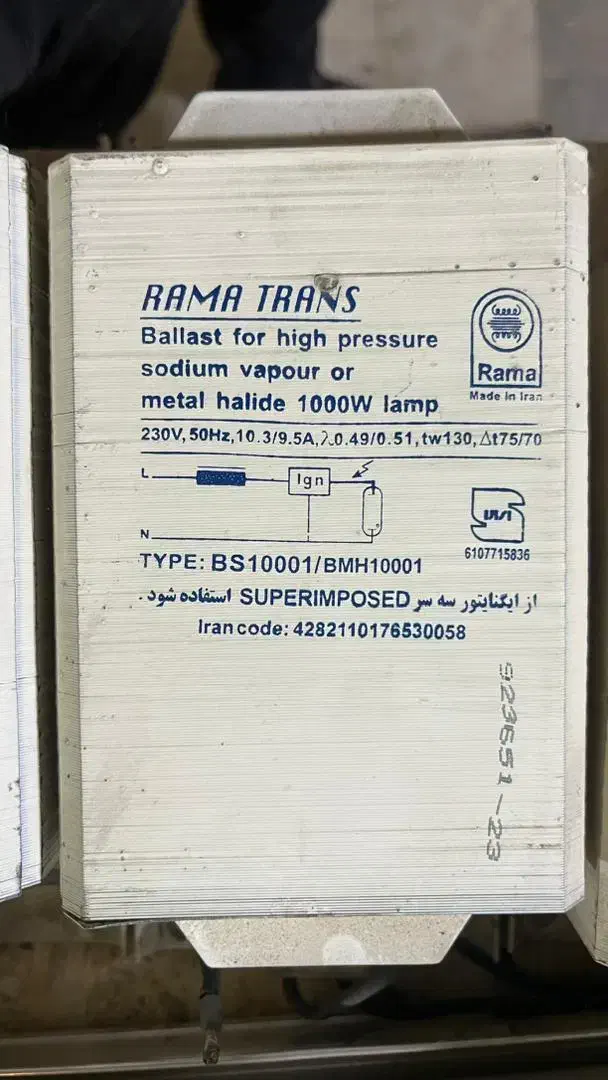 RAMA TRANS
Ballast for high pressure
sodium vapour or
metal halide 1000W lamp
Rama
Made in Iran
230V, 50Hz, 10.3/9.5A, λ0.49/0.51, tw130, Δt75/70
L
Ign
N
6107715836
TYPE: BS10001/BMH10001
از ایگنایتور سه سر SUPERIMPOSED استفاده شود.
Iran code: 4282110176530058
923651-23